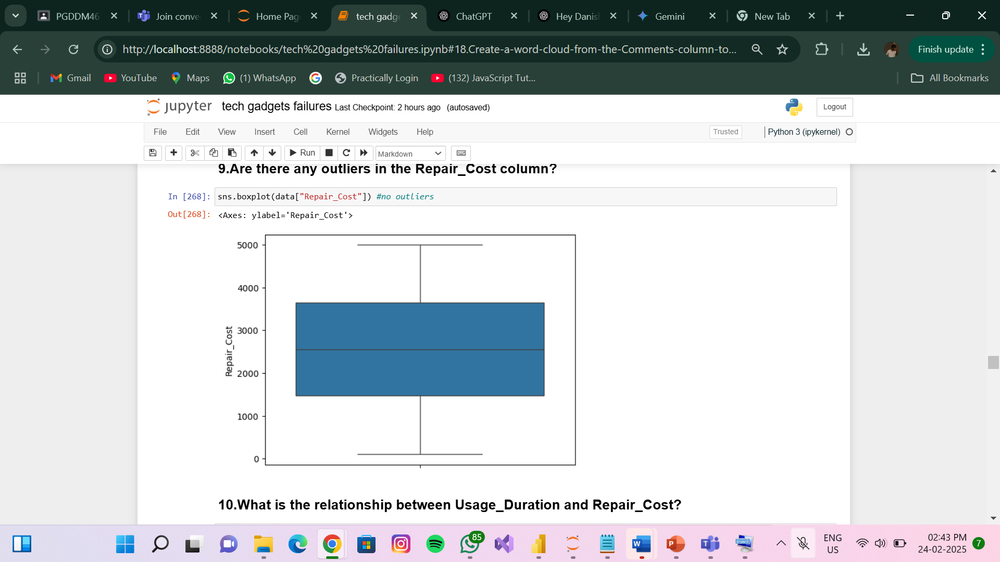 PGDDM46
Join conve
Home Pag
tech gadge
ChatGPT
Hey Danis
Gemini
New Tab
http://localhost:8888/notebooks/tech%20gadgets%20failures.ipynb#18.Create-a-word-cloud-from-the-Comments-column-to...
Finish update
Gmail
YouTube
Maps
(1) WhatsApp
Practically Login
(132) JavaScript Tut...
All Bookmarks
jupyter tech gadgets failures Last Checkpoint: 2 hours ago (autosaved)
Logout
File Edit View Insert Cell Kernel Widgets Help
Trusted
Python 3 (ipykernel)
Run
Markdown
9.Are there any outliers in the Repair_Cost column?
In [268]: sns.boxplot(data["Repair_Cost"]) #no outliers
Out[268]: <Axes: ylabel='Repair_Cost'>
5000
4000
3000
2000
1000
0
Repair_Cost
10.What is the relationship between Usage_Duration and Repair_Cost?
85
ENG
US
02:43 PM
24-02-2025
7